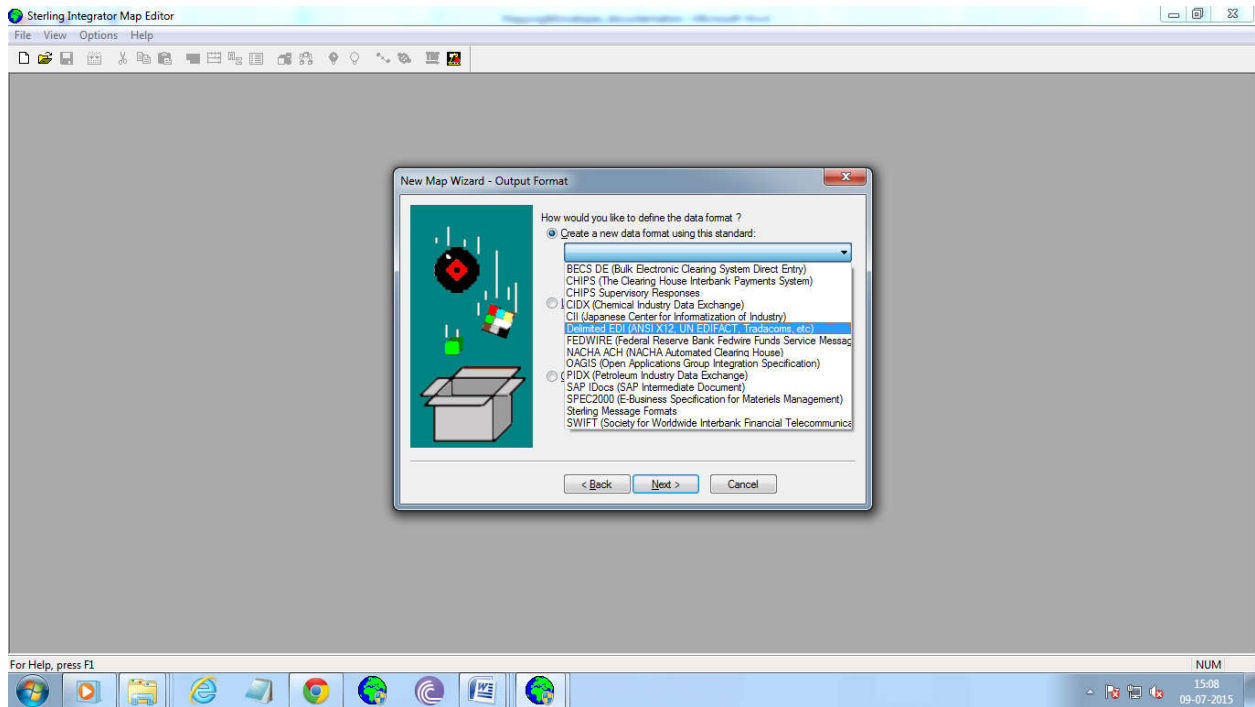 Sterling Integrator Map Editor
File View Options Help
New Map Wizard - Output Format
How would you like to define the data format ?
Create a new data format using this standard:
BECS DE (Bulk Electronic Clearing System Direct Entry)
CHIPS (The Clearing House Interbank Payments System)
CHIPS Supervisory Responses
CIDX (Chemical Industry Data Exchange)
CII (Japanese Center for Informatization of Industry)
Delimited EDI (ANSI X12, UN EDIFACT, Tradacoms, etc)
FEDWIRE (Federal Reserve Bank Fedwire Funds Service Messag
NACHA ACH (NACHA Automated Clearing House)
OAGIS (Open Applications Group Integration Specification)
PIDX (Petroleum Industry Data Exchange)
SAP IDocs (SAP Intermediate Document)
SPEC2000 (E-Business Specification for Materiels Management)
Sterling Message Formats
SWIFT (Society for Worldwide Interbank Financial Telecommunica
< Back Next > Cancel
For Help, press F1
NUM
15:08
09-07-2015